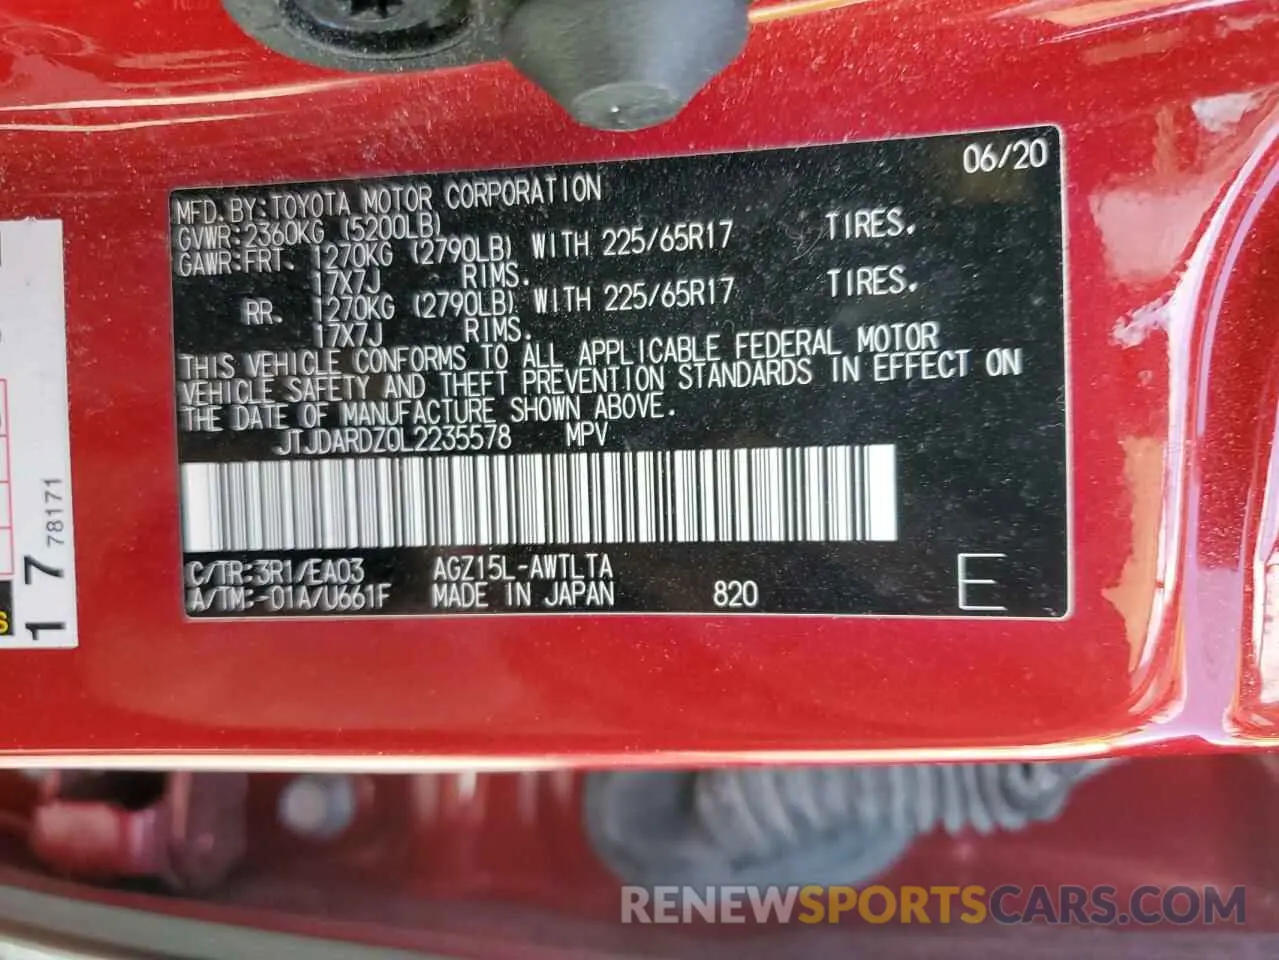 06/20
MFD. BY: TOYOTA MOTOR CORPORATION
GVWR: 2360KG (5200LB)
GAWR: FRT. 1270KG (2790LB) WITH 225/65R17 TIRES.
17X7J RIMS.
RR. 1270KG (2790LB) WITH 225/65R17 TIRES.
17X7J RIMS.
THIS VEHICLE CONFORMS TO ALL APPLICABLE FEDERAL MOTOR
VEHICLE SAFETY AND THEFT PREVENTION STANDARDS IN EFFECT ON
THE DATE OF MANUFACTURE SHOWN ABOVE.
JTJDARDZ0L2235578 MPV
C/TR: 3R1/EA03 AGZ15L-AWTLTA
A/TM: -01A/U661F MADE IN JAPAN 820 E
1 7 78171
S
RENEWSPORTSCARS.COM